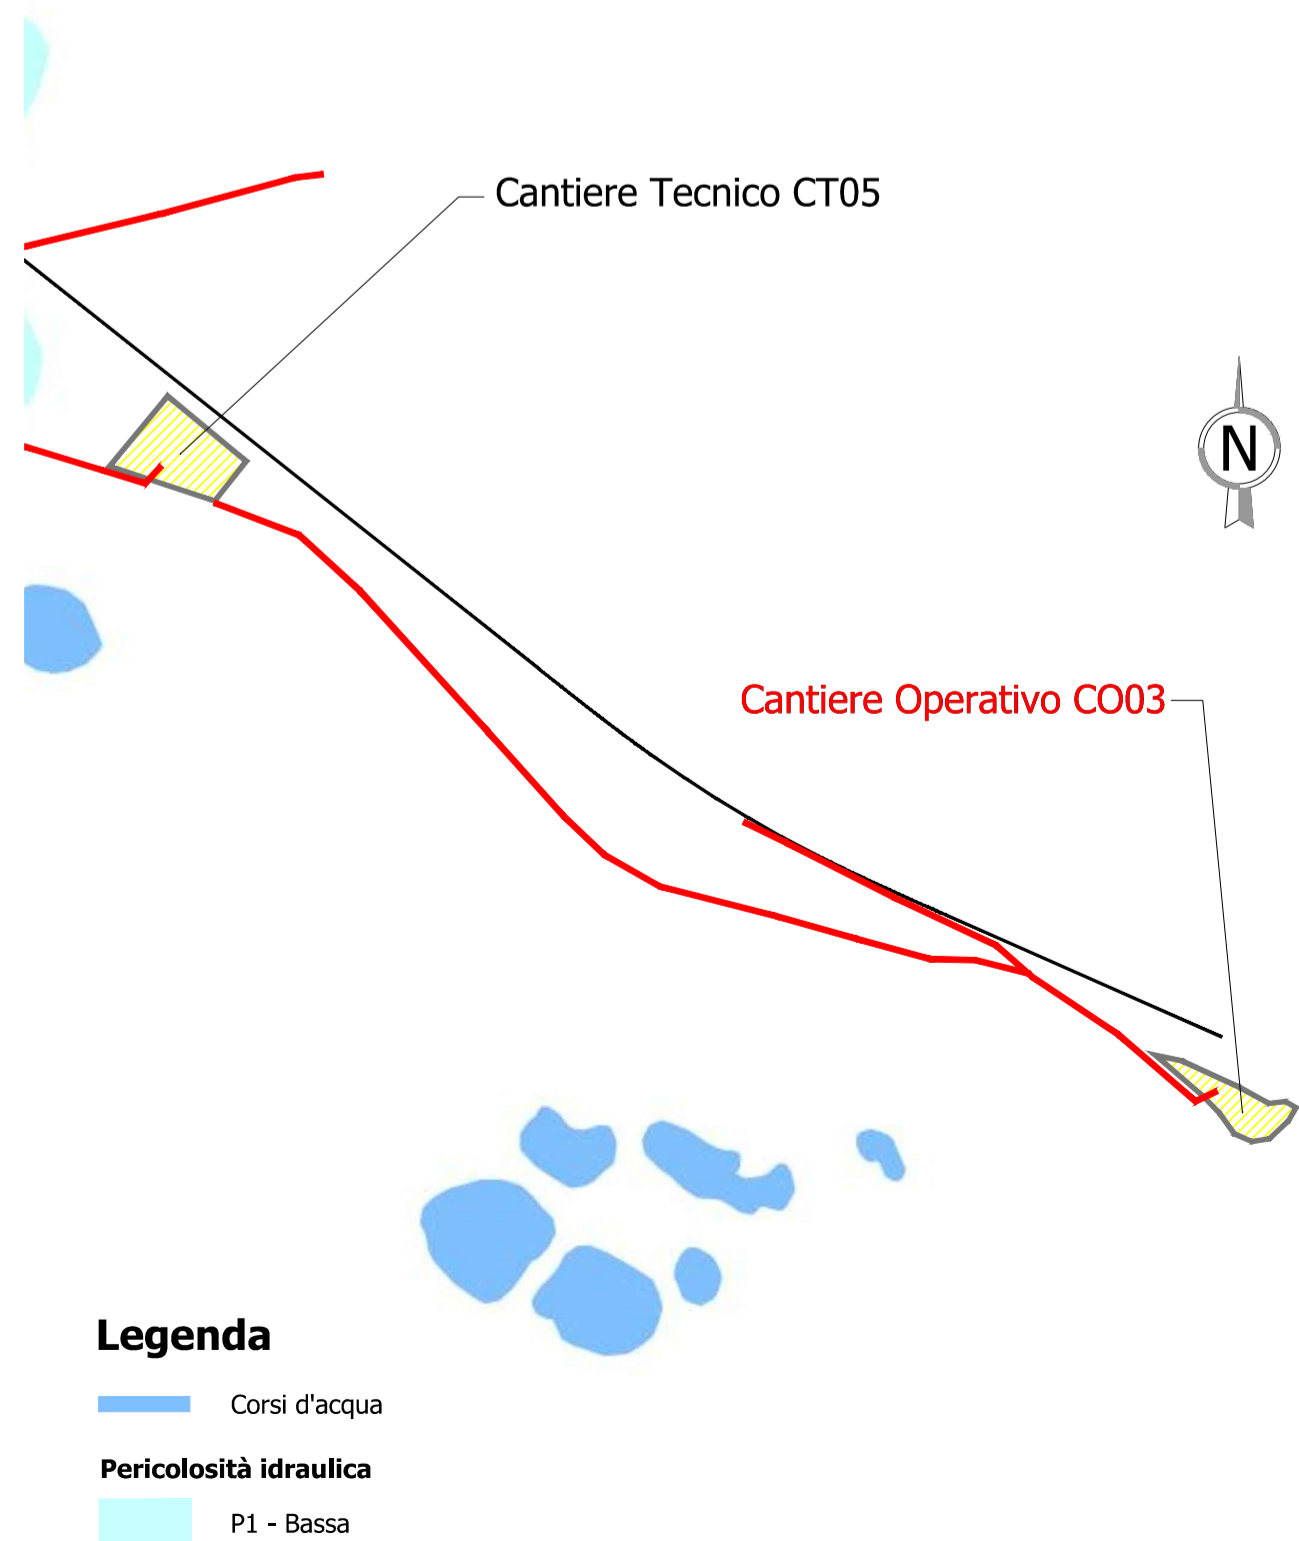 Cantiere Tecnico CT05
N
Cantiere Operativo CO03
Legenda
Corsi d'acqua
Pericolosità idraulica
P1 - Bassa